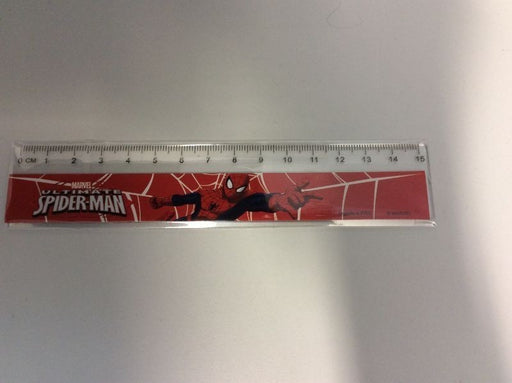 0 CM 1 2 3 4 5 6 7 8 9 10 11 12 13 14 15
MARVEL
ULTIMATE
SPIDER-MAN